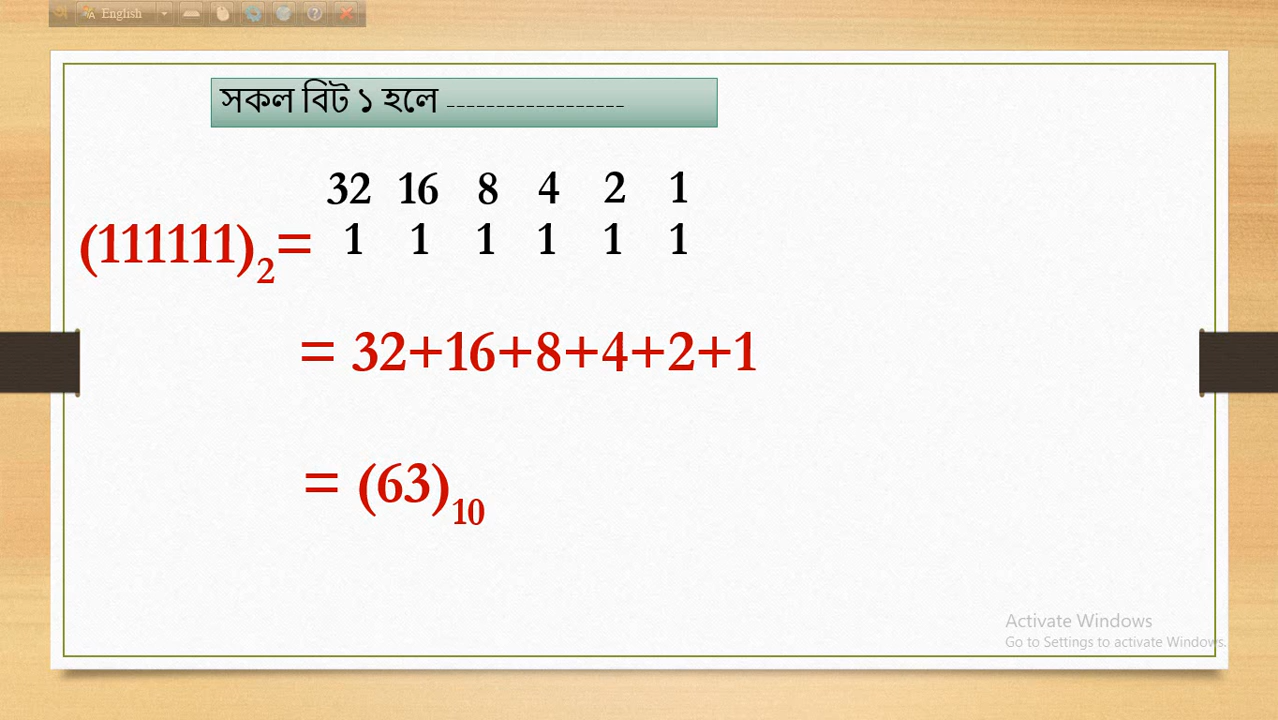 English
সকল বিট ১ হলে ------------------
32 16 8 4 2 1
(111111)2= 1 1 1 1 1 1
= 32+16+8+4+2+1
= (63)10
Activate Windows
Go to Settings to activate Windows.